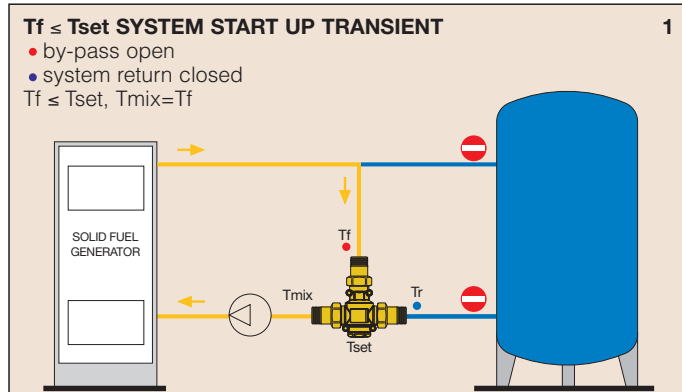 Tf ≤ Tset SYSTEM START UP TRANSIENT 1
• by-pass open
• system return closed
Tf ≤ Tset, Tmix=Tf
SOLID FUEL
GENERATOR
Tf
Tmix
Tr
Tset